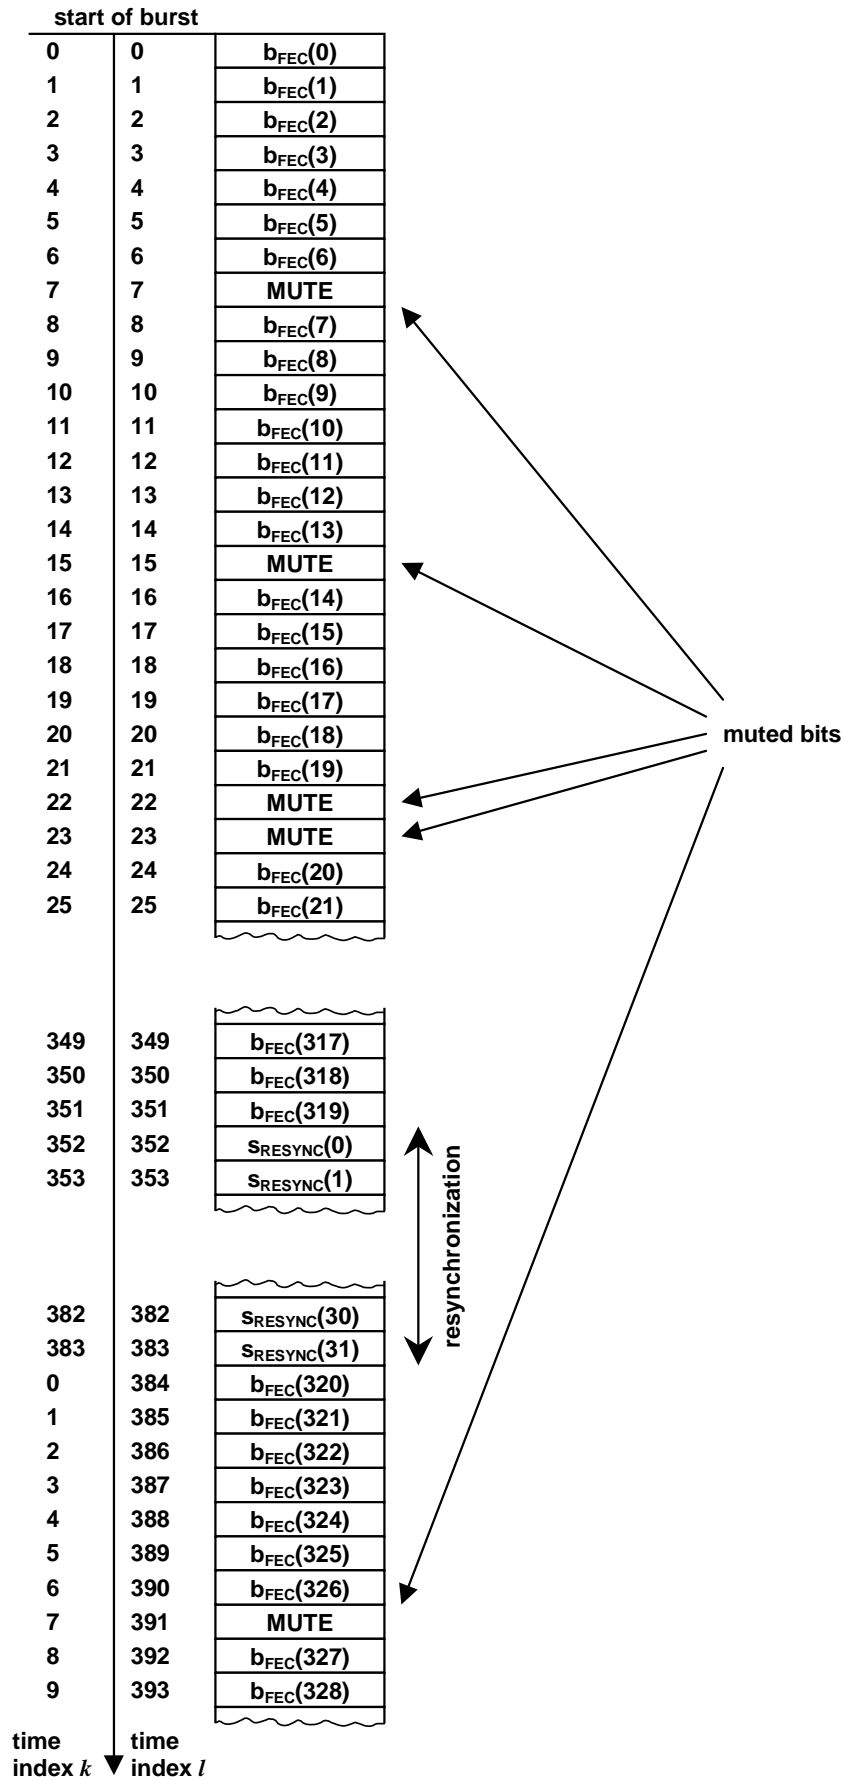 start of burst
0 0 bFEC(0)
1 1 bFEC(1)
2 2 bFEC(2)
3 3 bFEC(3)
4 4 bFEC(4)
5 5 bFEC(5)
6 6 bFEC(6)
7 7 MUTE
8 8 bFEC(7)
9 9 bFEC(8)
10 10 bFEC(9)
11 11 bFEC(10)
12 12 bFEC(11)
13 13 bFEC(12)
14 14 bFEC(13)
15 15 MUTE
16 16 bFEC(14)
17 17 bFEC(15)
18 18 bFEC(16)
19 19 bFEC(17)
20 20 bFEC(18)
muted bits
21 21 bFEC(19)
22 22 MUTE
23 23 MUTE
24 24 bFEC(20)
25 25 bFEC(21)
349 349 bFEC(317)
350 350 bFEC(318)
351 351 bFEC(319)
352 352 sRESYNC(0)
353 353 sRESYNC(1)
resynchronization
382 382 sRESYNC(30)
383 383 sRESYNC(31)
0 384 bFEC(320)
1 385 bFEC(321)
2 386 bFEC(322)
3 387 bFEC(323)
4 388 bFEC(324)
5 389 bFEC(325)
6 390 bFEC(326)
7 391 MUTE
8 392 bFEC(327)
9 393 bFEC(328)
time time
index k index l